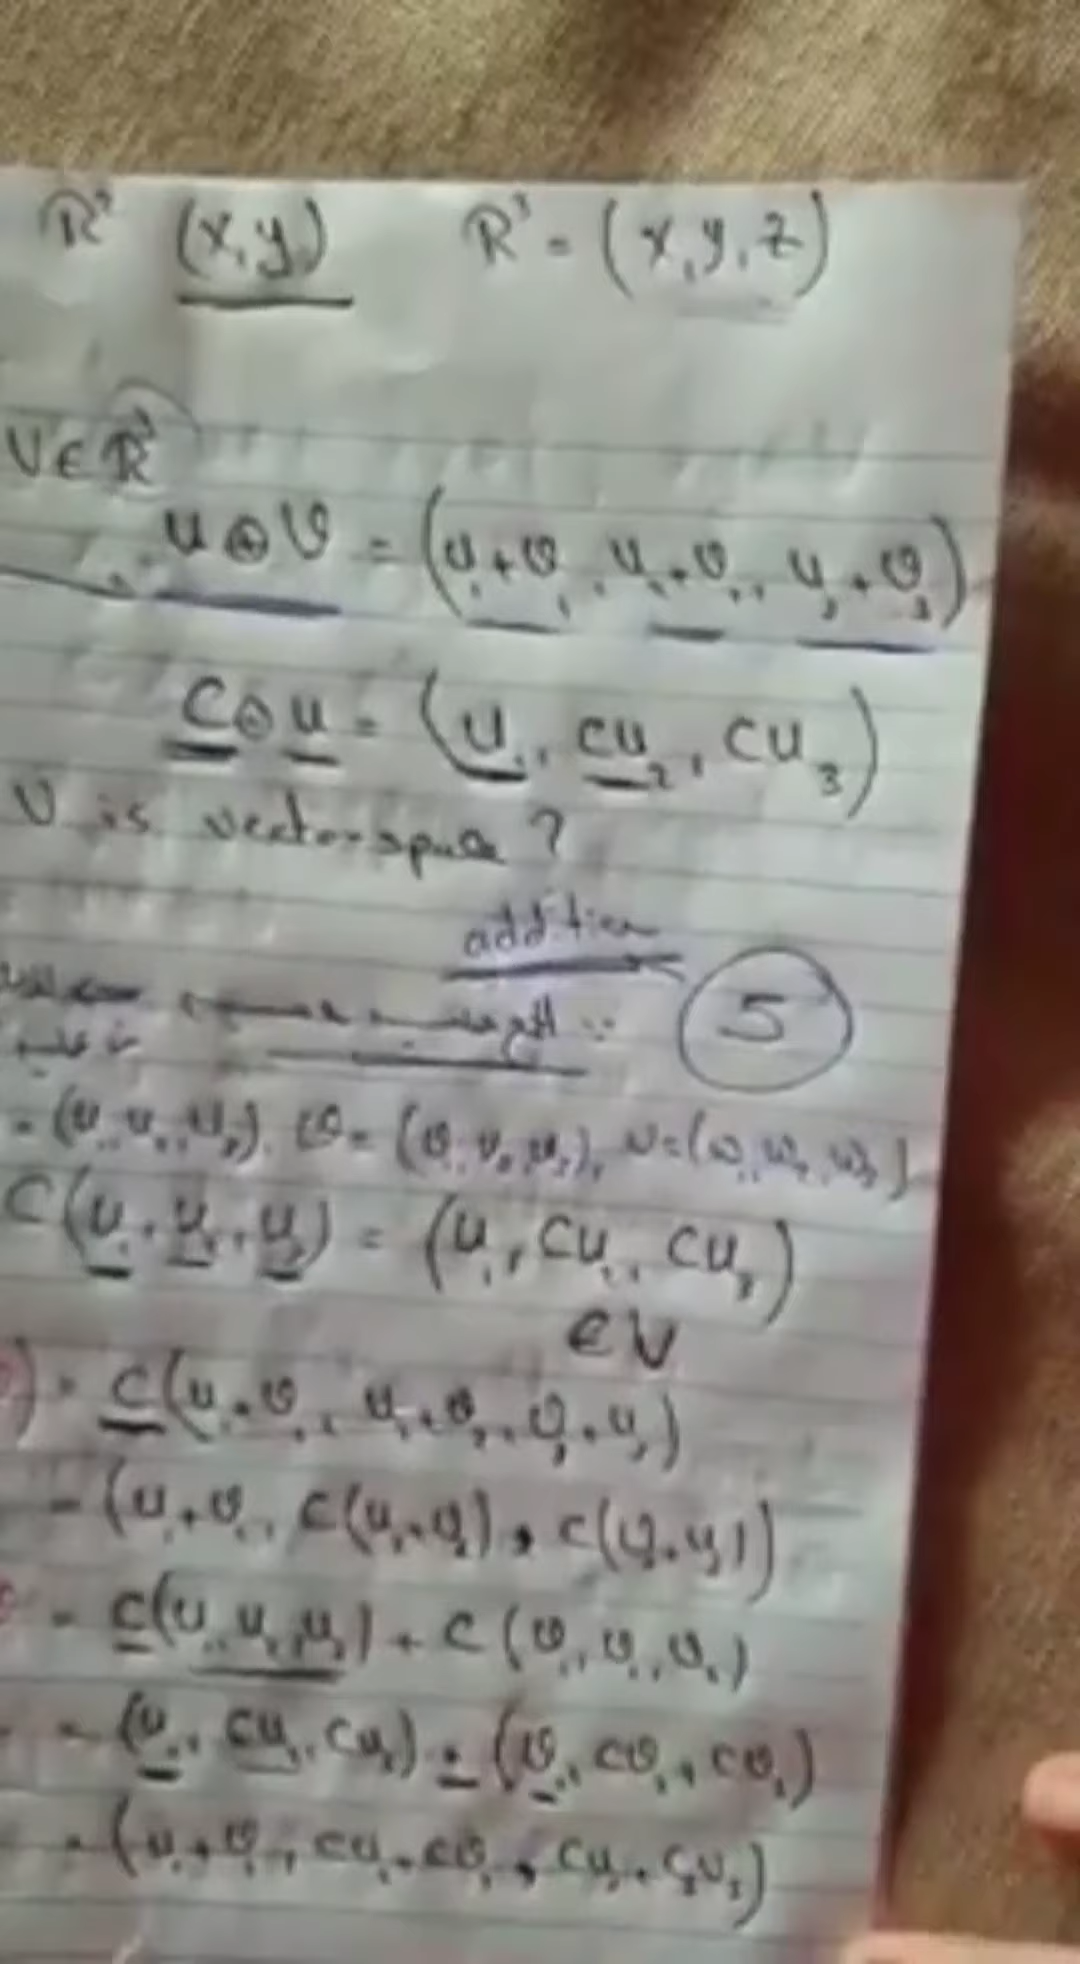 R² (x,y) R³ = (x,y,z)
V∈R³
u⊕v = (u₁+v₁, u₂+v₂, u₃+v₃)
C⊙u = (u₁, cu₂, cu₃)
V is vector space ?
addition
5
= (u₁,u₂,u₃), v = (v₁,v₂,v₃), w=(w₁,w₂,w₃)
C(u₁,u₂,u₃) = (u₁, cu₂, cu₃)
∈V
) = C(u₁+v₁, u₂+v₂, v₃+u₃)
= (u₁+v₁, c(u₂+v₂), c(v₃+u₃))
= C(u₁,u₂,u₃) + c(v₁,v₂,v₃)
= (u₁, cu₂, cu₃) + (v₁, cv₂, cv₃)
= (u₁+v₁, cu₂+cv₂, cu₃+cv₃)